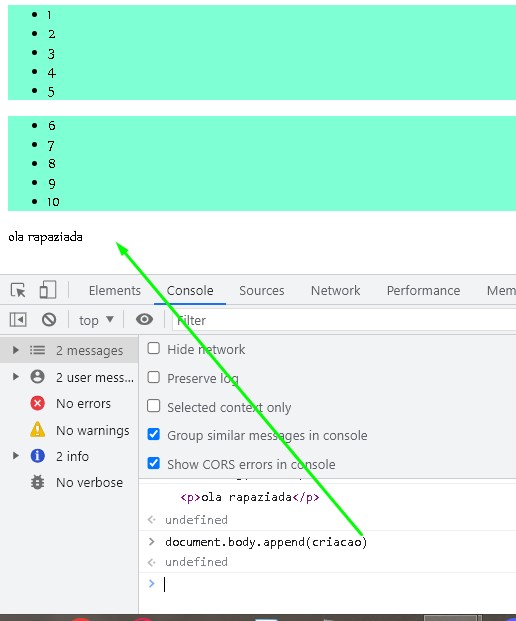 1
2
3
4
5
6
7
8
9
10
ola rapaziada
Elements Console Sources Network Performance Mem
top Filter
2 messages
2 user mess...
No errors
No warnings
2 info
No verbose
Hide network
Preserve log
Selected context only
Group similar messages in console
Show CORS errors in console
<p>ola rapaziada</p>
undefined
document.body.append(criacao)
undefined